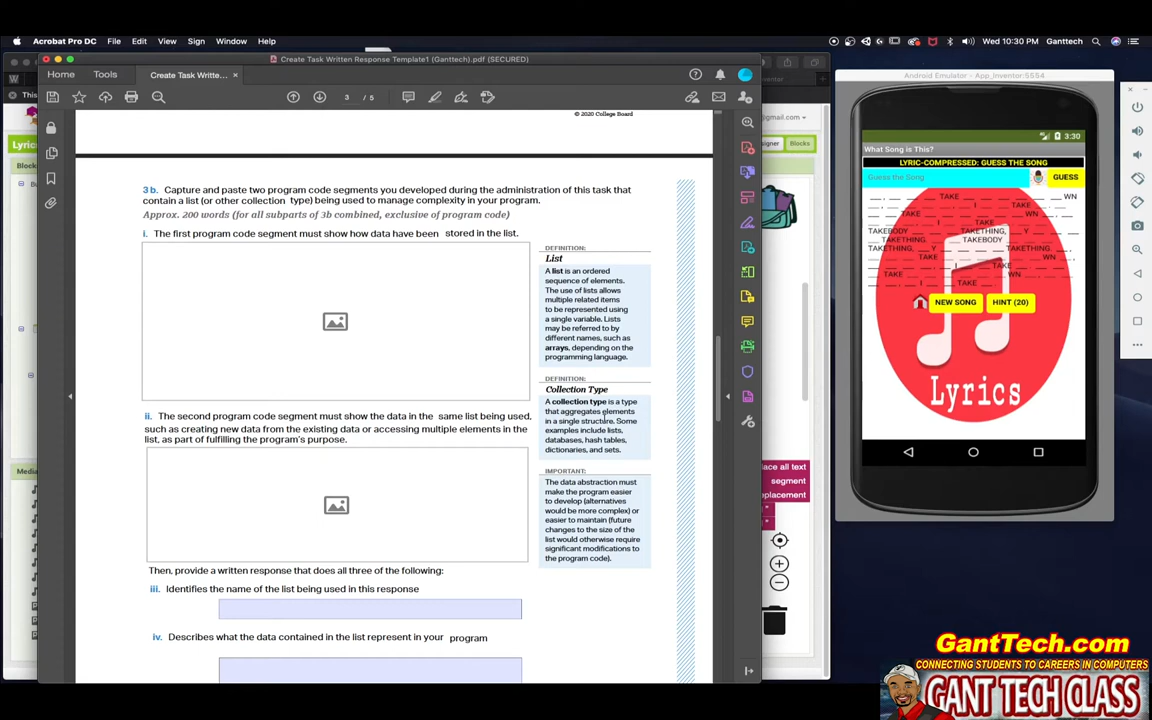 Acrobat Pro DC File Edit View Sign Window Help
Wed 10:30 PM Ganttech
Create Task Written Response Template1 (Ganttech).pdf (SECURED)
Home Tools Create Task Writte... ×
3 / 5
© 2020 College Board
3 b. Capture and paste two program code segments you developed during the administration of this task that
contain a list (or other collection type) being used to manage complexity in your program.
Approx. 200 words (for all subparts of 3b combined, exclusive of program code)
i. The first program code segment must show how data have been stored in the list.
DEFINITION:
List
A list is an ordered
sequence of elements.
The use of lists allows
multiple related items
to be represented using
a single variable. Lists
may be referred to by
different names, such as
arrays, depending on the
programming language.
DEFINITION:
Collection Type
A collection type is a type
that aggregates elements
in a single structure. Some
examples include lists,
databases, hash tables,
dictionaries, and sets.
IMPORTANT:
The data abstraction must
make the program easier
to develop (alternatives
would be more complex) or
easier to maintain (future
changes to the size of the
list would otherwise require
significant modifications to
the program code).
ii. The second program code segment must show the data in the same list being used,
such as creating new data from the existing data or accessing multiple elements in the
list, as part of fulfilling the program's purpose.
Then, provide a written response that does all three of the following:
iii. Identifies the name of the list being used in this response
iv. Describes what the data contained in the list represent in your program
This
Lyric
Block
Bu
Media
@gmail.com
signer Blocks
lace all text
segment
placement
Android Emulator - App_Inventor:5554
3:30
What Song is This?
LYRIC-COMPRESSED: GUESS THE SONG
Guess the Song GUESS
NEW SONG HINT (20)
Lyrics
GantTech.com
CONNECTING STUDENTS TO CAREERS IN COMPUTERS
GANT TECH CLASS